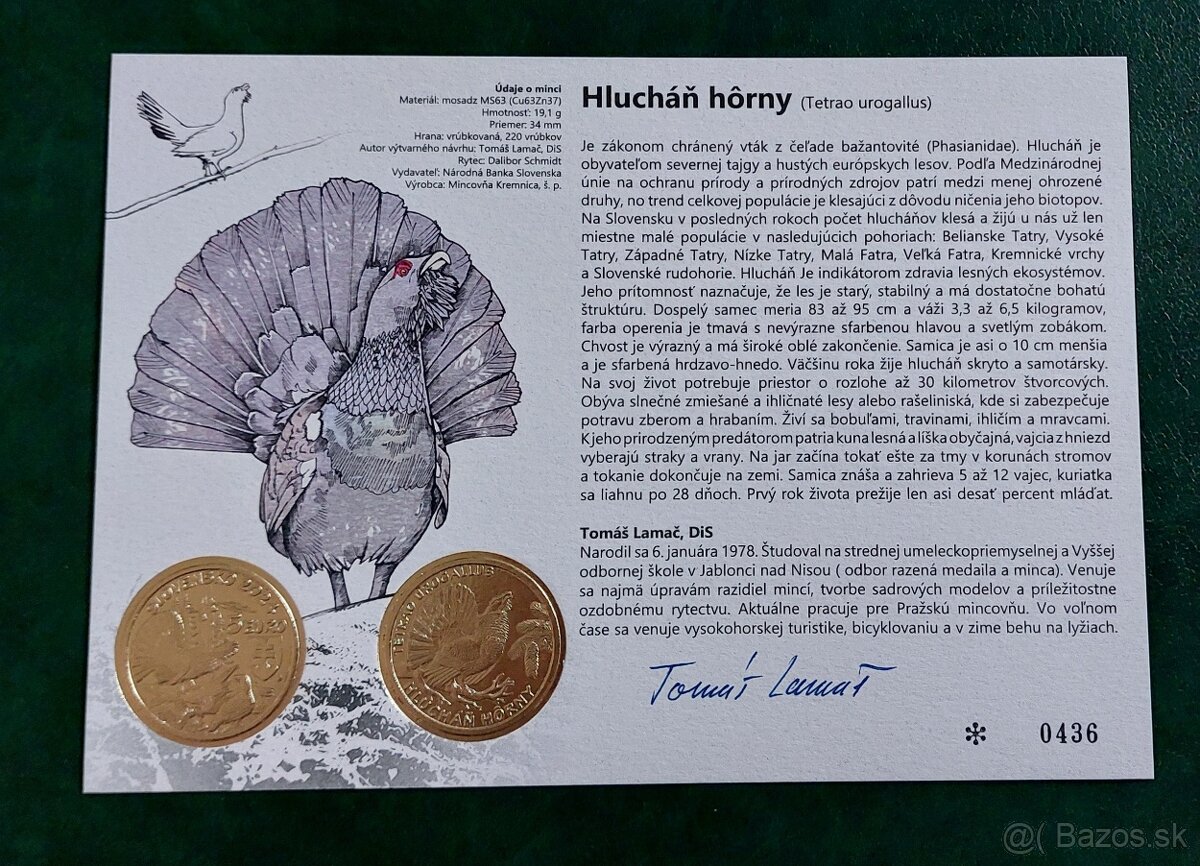 Údaje o minci
Materiál: mosadz MS63 (Cu63Zn37)
Hmotnosť: 19,1 g
Priemer: 34 mm
Hrana: vrúbkovaná, 220 vrúbkov
Autor výtvarného návrhu: Tomáš Lamač, DiS
Rytec: Dalibor Schmidt
Vydavateľ: Národná Banka Slovenska
Výrobca: Mincovňa Kremnica, š. p.
Hlucháň hôrny (Tetrao urogallus)
Je zákonom chránený vták z čeľade bažantovité (Phasianidae). Hlucháň je
obyvateľom severnej tajgy a hustých európskych lesov. Podľa Medzinárodnej
únie na ochranu prírody a prírodných zdrojov patrí medzi menej ohrozené
druhy, no trend celkovej populácie je klesajúci z dôvodu ničenia jeho biotopov.
Na Slovensku v posledných rokoch počet hlucháňov klesá a žijú u nás už len
miestne malé populácie v nasledujúcich pohoriach: Belianske Tatry, Vysoké
Tatry, Západné Tatry, Nízke Tatry, Malá Fatra, Veľká Fatra, Kremnické vrchy
a Slovenské rudohorie. Hlucháň Je indikátorom zdravia lesných ekosystémov.
Jeho prítomnosť naznačuje, že les je starý, stabilný a má dostatočne bohatú
štruktúru. Dospelý samec meria 83 až 95 cm a váži 3,3 až 6,5 kilogramov,
farba operenia je tmavá s nevýrazne sfarbenou hlavou a svetlým zobákom.
Chvost je výrazný a má široké oblé zakončenie. Samica je asi o 10 cm menšia
a je sfarbená hrdzavo-hnedo. Väčšinu roka žije hlucháň skryto a samotársky.
Na svoj život potrebuje priestor o rozlohe až 30 kilometrov štvorcových.
Obýva slnečné zmiešané a ihličnaté lesy alebo rašeliniská, kde si zabezpečuje
potravu zberom a hrabaním. Živí sa bobuľami, travinami, ihličím a mravcami.
K jeho prirodzeným predátorom patria kuna lesná a líška obyčajná, vajcia z hniezd
vyberajú straky a vrany. Na jar začína tokať ešte za tmy v korunách stromov
a tokanie dokončuje na zemi. Samica znáša a zahrieva 5 až 12 vajec, kuriatka
sa liahnu po 28 dňoch. Prvý rok života prežije len asi desať percent mláďat.
Tomáš Lamač, DiS
Narodil sa 6. januára 1978. Študoval na strednej umeleckopriemyselnej a Vyššej
odbornej škole v Jablonci nad Nisou ( odbor razená medaila a minca). Venuje
sa najmä úpravám razidiel mincí, tvorbe sadrových modelov a príležitostne
ozdobnému rytectvu. Aktuálne pracuje pre Pražskú mincovňu. Vo voľnom
čase sa venuje vysokohorskej turistike, bicyklovaniu a v zime behu na lyžiach.
SLOVENSKO 2024
5 EURO
TETRAO UROGALLUS
HLUCHÁŇ HÔRNY
Tomáš Lamač
0436
@( Bazos.sk